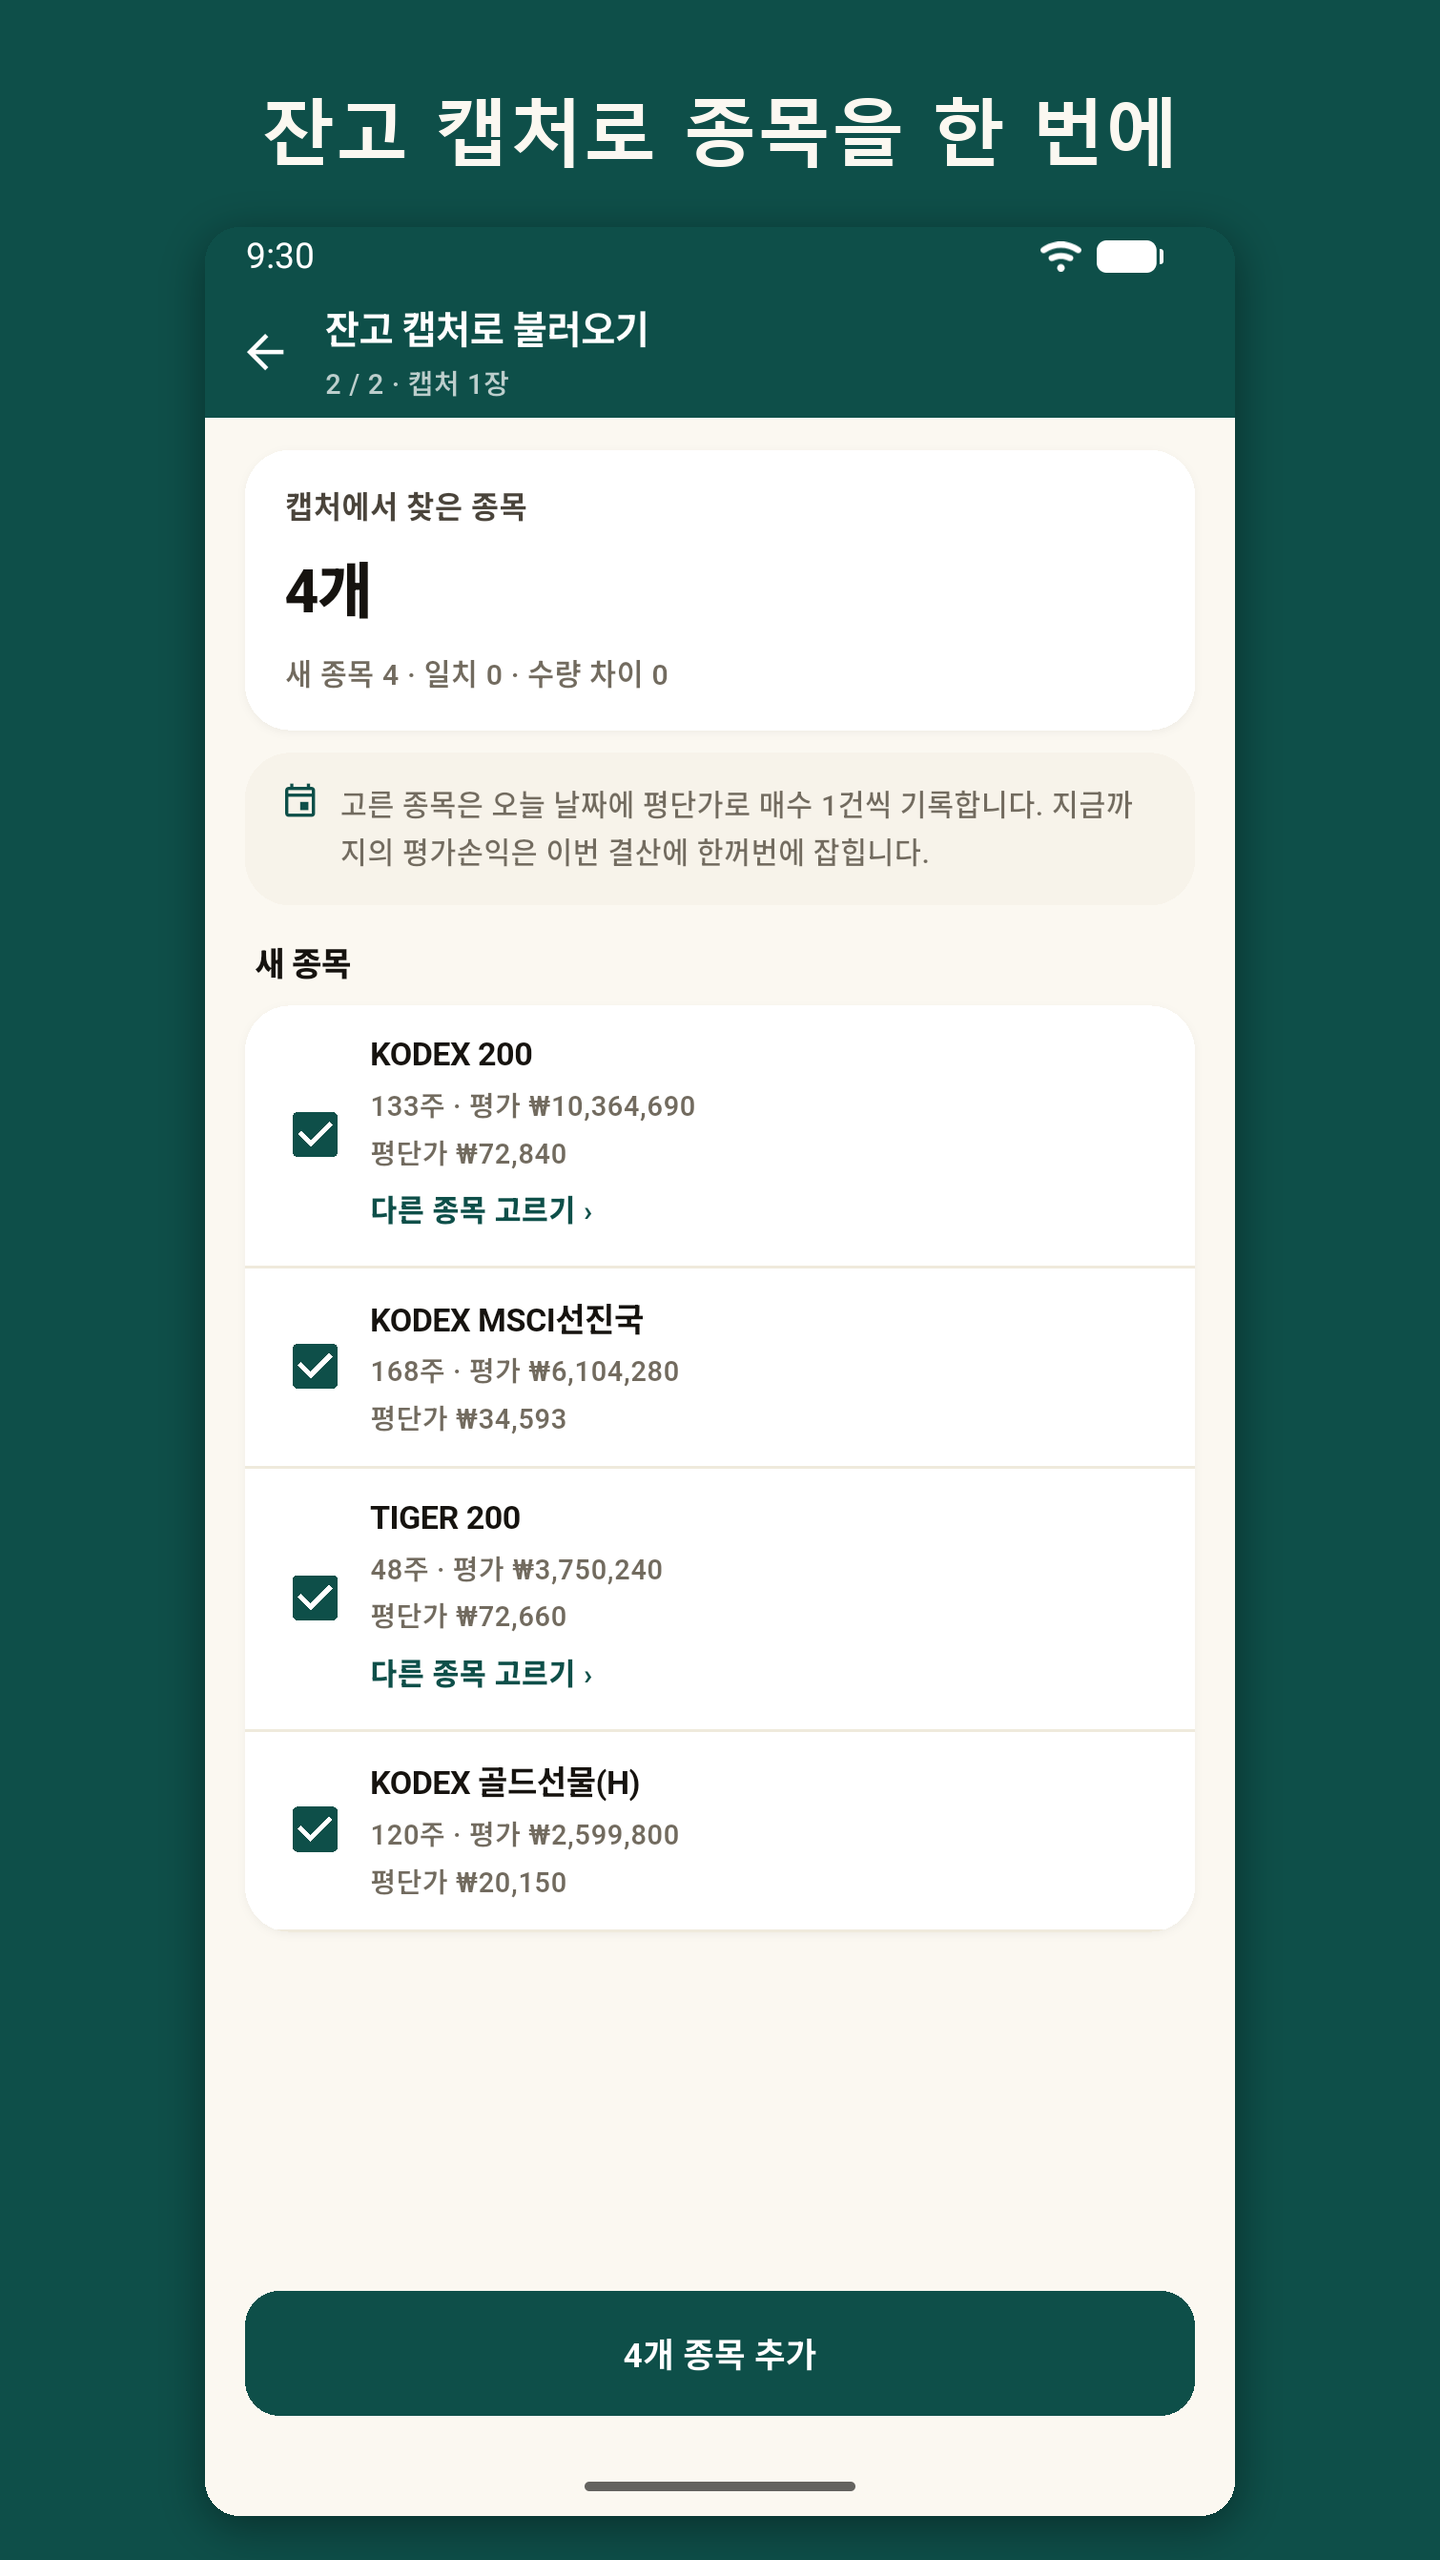 잔고 캡처로 종목을 한 번에
9:30
잔고 캡처로 불러오기
2 / 2 · 캡처 1장
캡처에서 찾은 종목
4개
새 종목 4 · 일치 0 · 수량 차이 0
고른 종목은 오늘 날짜에 평단가로 매수 1건씩 기록합니다. 지금까
지의 평가손익은 이번 결산에 한꺼번에 잡힙니다.
새 종목
KODEX 200
133주 · 평가 ₩10,364,690
평단가 ₩72,840
다른 종목 고르기 ›
KODEX MSCI선진국
168주 · 평가 ₩6,104,280
평단가 ₩34,593
TIGER 200
48주 · 평가 ₩3,750,240
평단가 ₩72,660
다른 종목 고르기 ›
KODEX 골드선물(H)
120주 · 평가 ₩2,599,800
평단가 ₩20,150
4개 종목 추가